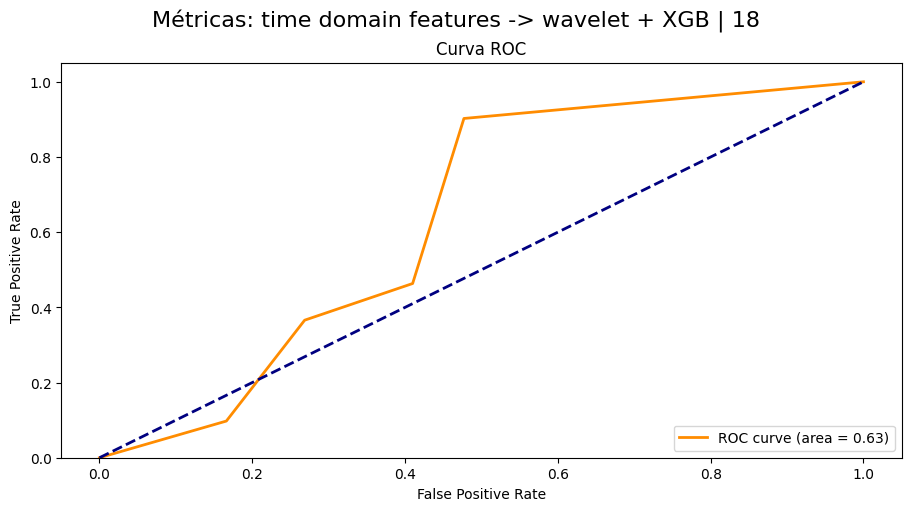 Métricas: time domain features -> wavelet + XGB | 18
Curva ROC
True Positive Rate
1.0
0.8
0.6
0.4
0.2
0.0
0.0 0.2 0.4 0.6 0.8 1.0
False Positive Rate
ROC curve (area = 0.63)